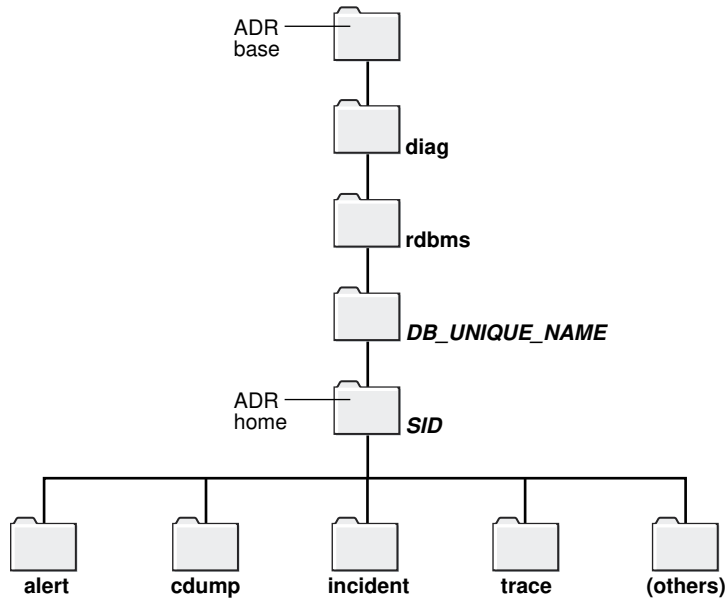 ADR
base
diag
rdbms
DB_UNIQUE_NAME
ADR
home
SID
alert
cdump
incident
trace
(others)